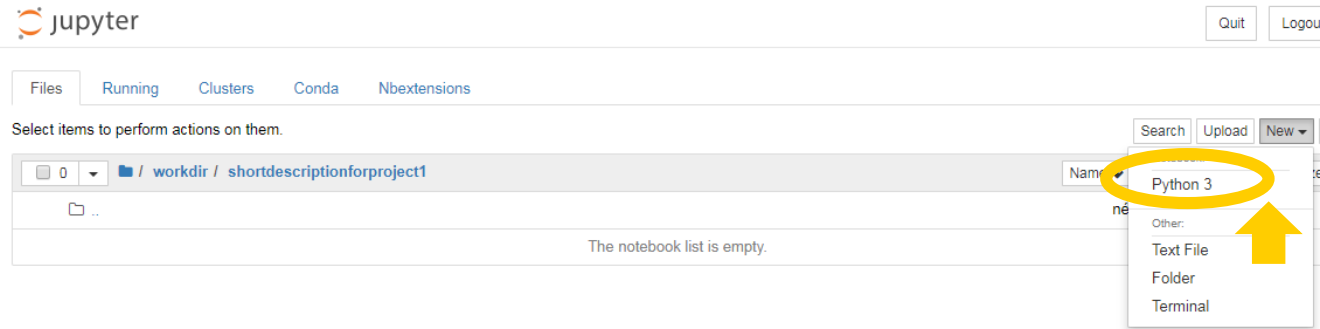 jupyter
Quit
Logou
Files Running Clusters Conda Nbextensions
Select items to perform actions on them.
Search Upload New
0 / workdir / shortdescriptionforproject1
Name
Python 3
..
né
Other:
The notebook list is empty.
Text File
Folder
Terminal